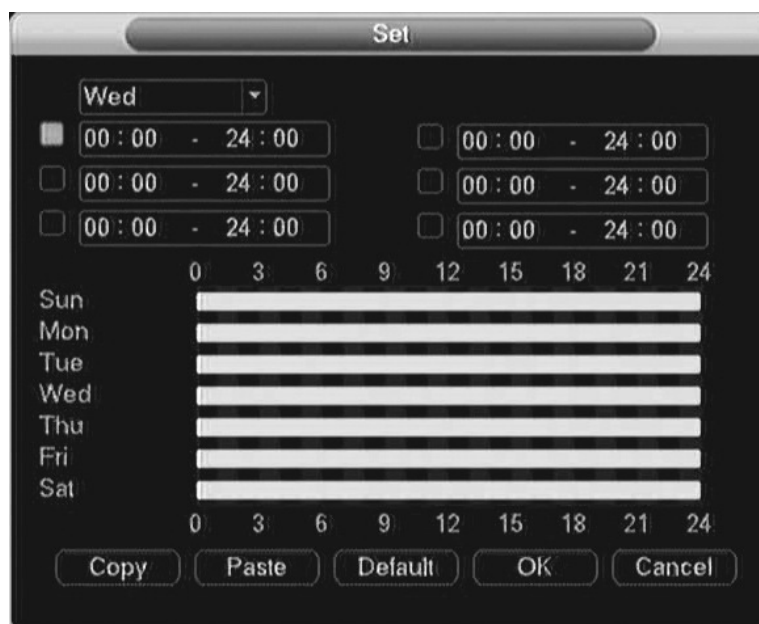 Set
Wed
00 : 00 - 24 : 00 00 : 00 - 24 : 00
00 : 00 - 24 : 00 00 : 00 - 24 : 00
00 : 00 - 24 : 00 00 : 00 - 24 : 00
0 3 6 9 12 15 18 21 24
Sun
Mon
Tue
Wed
Thu
Fri
Sat
0 3 6 9 12 15 18 21 24
Copy Paste Default OK Cancel